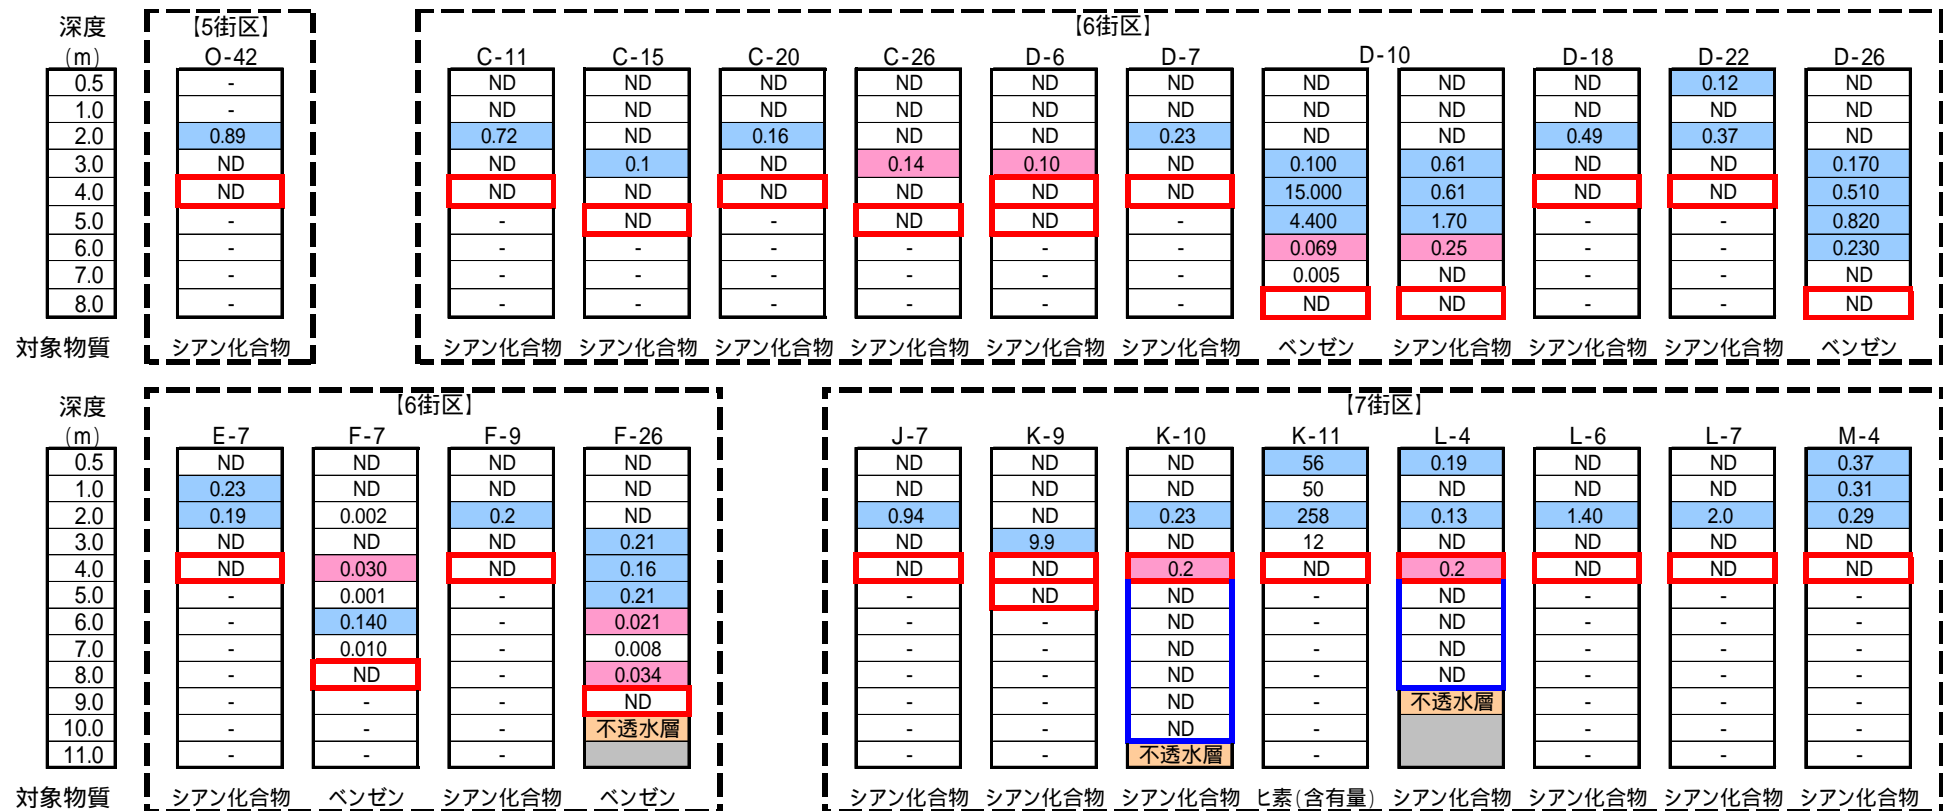 深度 【5街区】 【6街区】
(m) O-42 C-11 C-15 C-20 C-26 D-6 D-7 D-10 D-18 D-22 D-26
0.5 - ND ND ND ND ND ND ND ND ND 0.12 ND
1.0 - ND ND ND ND ND ND ND ND ND ND ND
2.0 0.89 0.72 ND 0.16 ND ND 0.23 ND ND 0.49 0.37 ND
3.0 ND ND 0.1 ND 0.14 0.10 ND 0.100 0.61 ND ND 0.170
4.0 ND ND ND ND ND ND ND 15.000 0.61 ND ND 0.510
5.0 - - ND - ND ND - 4.400 1.70 - - 0.820
6.0 - - - - - - - 0.069 0.25 - - 0.230
7.0 - - - - - - - 0.005 ND - - ND
8.0 - - - - - - - ND ND - - ND
対象物質 シアン化合物 シアン化合物 シアン化合物 シアン化合物 シアン化合物 シアン化合物 シアン化合物 ベンゼン シアン化合物 シアン化合物 シアン化合物 ベンゼン
深度 【6街区】 【7街区】
(m) E-7 F-7 F-9 F-26 J-7 K-9 K-10 K-11 L-4 L-6 L-7 M-4
0.5 ND ND ND ND ND ND ND 56 0.19 ND ND 0.37
1.0 0.23 ND ND ND ND ND ND 50 ND ND ND 0.31
2.0 0.19 0.002 0.2 ND 0.94 ND 0.23 258 0.13 1.40 2.0 0.29
3.0 ND ND ND 0.21 ND 9.9 ND 12 ND ND ND ND
4.0 ND 0.030 ND 0.16 ND ND 0.2 ND 0.2 ND ND ND
5.0 - 0.001 - 0.21 - ND ND - ND - - -
6.0 - 0.140 - 0.021 - - ND - ND - - -
7.0 - 0.010 - 0.008 - - ND - ND - - -
8.0 - ND - 0.034 - - ND - ND - - -
9.0 - - - ND - - ND - 不透水層 - - -
10.0 - - - 不透水層 - - ND - - - -
11.0 - - - - - 不透水層 - - - -
対象物質 シアン化合物 ベンゼン シアン化合物 ベンゼン シアン化合物 シアン化合物 シアン化合物 ヒ素(含有量) シアン化合物 シアン化合物 シアン化合物 シアン化合物